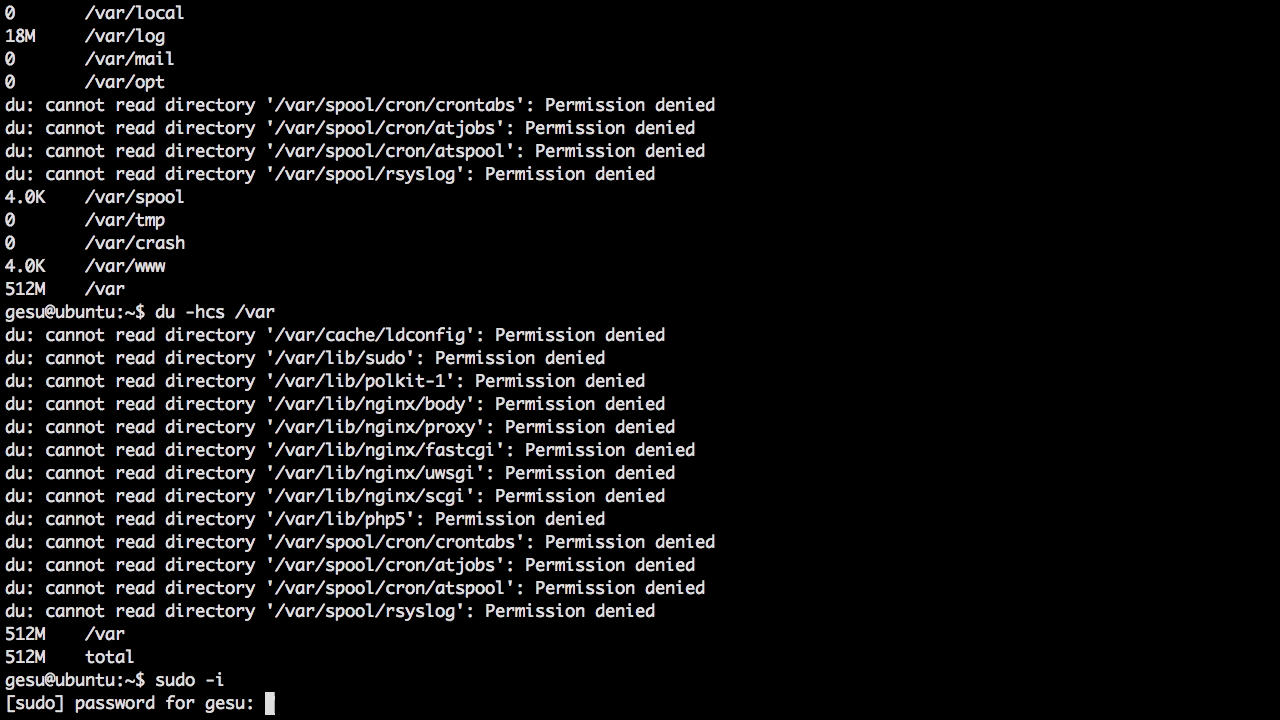 0       /var/local
18M     /var/log
0       /var/mail
0       /var/opt
du: cannot read directory '/var/spool/cron/crontabs': Permission denied
du: cannot read directory '/var/spool/cron/atjobs': Permission denied
du: cannot read directory '/var/spool/cron/atspool': Permission denied
du: cannot read directory '/var/spool/rsyslog': Permission denied
4.0K    /var/spool
0       /var/tmp
0       /var/crash
4.0K    /var/www
512M    /var
gesu@ubuntu:~$ du -hcs /var
du: cannot read directory '/var/cache/ldconfig': Permission denied
du: cannot read directory '/var/lib/sudo': Permission denied
du: cannot read directory '/var/lib/polkit-1': Permission denied
du: cannot read directory '/var/lib/nginx/body': Permission denied
du: cannot read directory '/var/lib/nginx/proxy': Permission denied
du: cannot read directory '/var/lib/nginx/fastcgi': Permission denied
du: cannot read directory '/var/lib/nginx/uwsgi': Permission denied
du: cannot read directory '/var/lib/nginx/scgi': Permission denied
du: cannot read directory '/var/lib/php5': Permission denied
du: cannot read directory '/var/spool/cron/crontabs': Permission denied
du: cannot read directory '/var/spool/cron/atjobs': Permission denied
du: cannot read directory '/var/spool/cron/atspool': Permission denied
du: cannot read directory '/var/spool/rsyslog': Permission denied
512M    /var
512M    total
gesu@ubuntu:~$ sudo -i
[sudo] password for gesu: